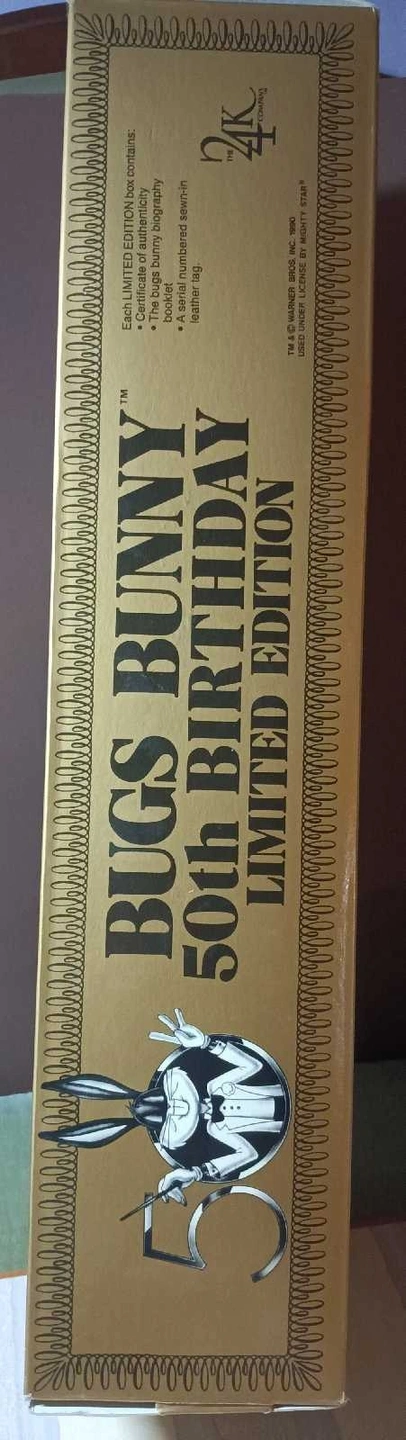 50
BUGS BUNNY™
50th BIRTHDAY
LIMITED EDITION
Each LIMITED EDITION box contains:
• Certificate of authenticity
• The bugs bunny biography
booklet
• A serial numbered sewn-in
leather tag.
THE 24K COMPANY
TM & © WARNER BROS. INC. 1990
USED UNDER LICENSE BY MIGHTY STAR®